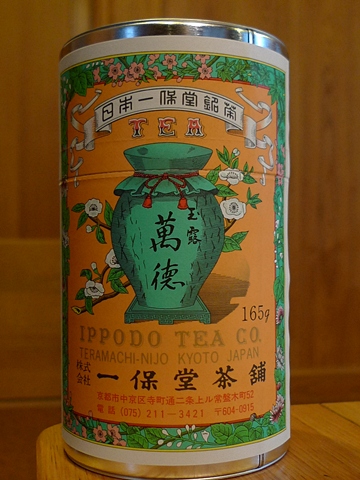 日本一保堂銘茶
TEA
玉露
萬德
165g
IPPODO TEA CO.
TERAMACHI-NIJO KYOTO JAPAN
株式会社 一保堂茶舗
京都市中京区寺町通二条上ル常盤木町52
電話 (075) 211-3421 〒604-0915